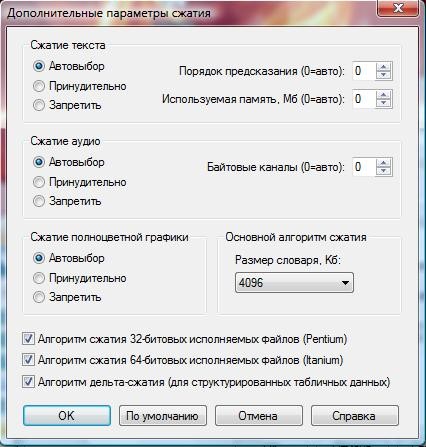 Дополнительные параметры сжатия
Сжатие текста
Автовыбор
Порядок предсказания (0=авто): 0
Принудительно
Используемая память, Мб (0=авто): 0
Запретить
Сжатие аудио
Автовыбор
Байтовые каналы (0=авто): 0
Принудительно
Запретить
Сжатие полноцветной графики
Автовыбор
Принудительно
Запретить
Основной алгоритм сжатия
Размер словаря, Кб:
4096
Алгоритм сжатия 32-битовых исполняемых файлов (Pentium)
Алгоритм сжатия 64-битовых исполняемых файлов (Itanium)
Алгоритм дельта-сжатия (для структурированных табличных данных)
OK По умолчанию Отмена Справка